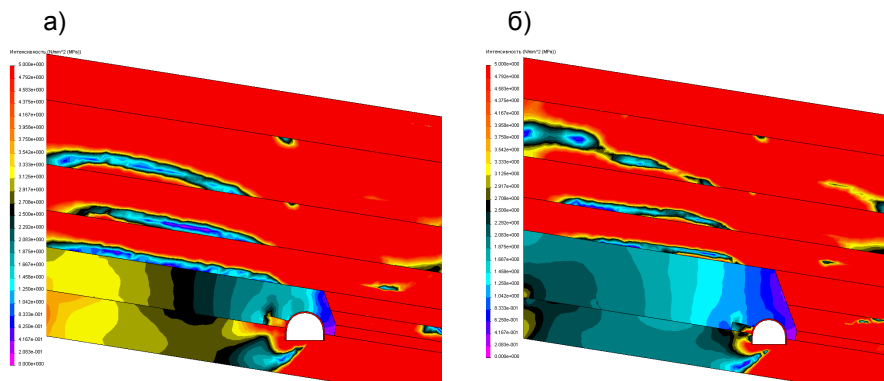 а)
б)
Интенсивность (N/mm^2 (MPa))
5.000e+000
4.792e+000
4.583e+000
4.375e+000
4.167e+000
3.958e+000
3.750e+000
3.542e+000
3.333e+000
3.125e+000
2.917e+000
2.708e+000
2.500e+000
2.292e+000
2.083e+000
1.875e+000
1.667e+000
1.458e+000
1.250e+000
1.042e+000
8.333e-001
6.250e-001
4.167e-001
2.083e-001
0.000e+000
Интенсивность (N/mm^2 (MPa))
5.000e+000
4.792e+000
4.583e+000
4.375e+000
4.167e+000
3.958e+000
3.750e+000
3.542e+000
3.333e+000
3.125e+000
2.917e+000
2.708e+000
2.500e+000
2.292e+000
2.083e+000
1.875e+000
1.667e+000
1.458e+000
1.250e+000
1.042e+000
8.333e-001
6.250e-001
4.167e-001
2.083e-001
0.000e+000